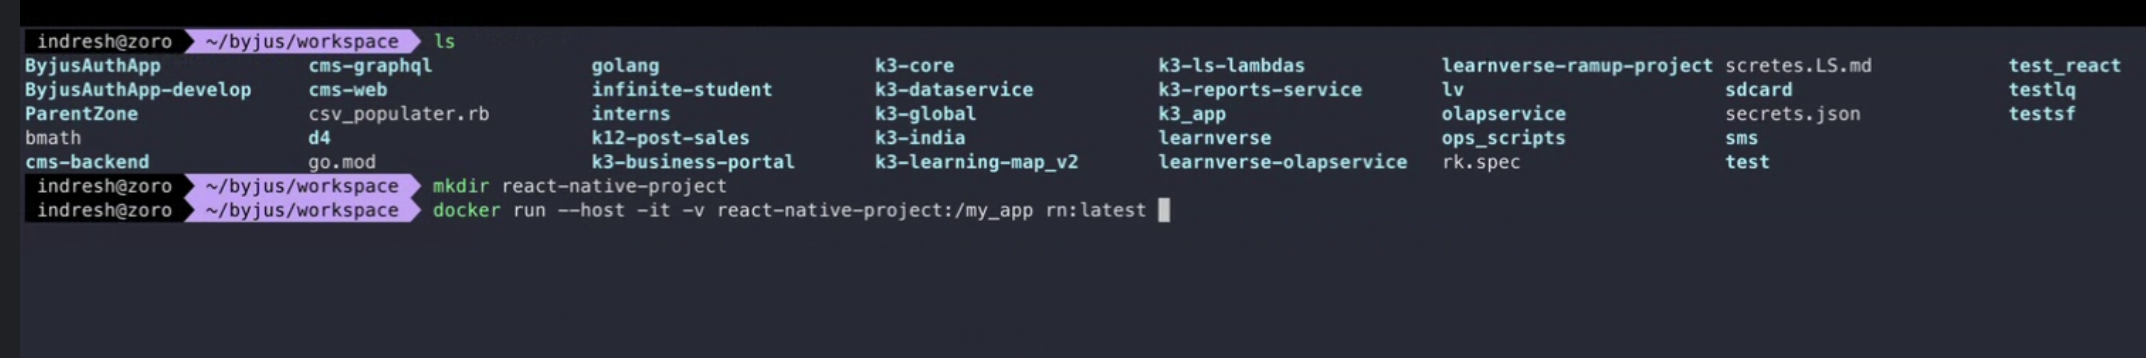 indresh@zoro ~/byjus/workspace ls
ByjusAuthApp cms-graphql golang k3-core k3-ls-lambdas learnverse-ramup-project scretes.LS.md test_react
ByjusAuthApp-develop cms-web infinite-student k3-dataservice k3-reports-service lv sdcard testlq
ParentZone csv_populater.rb interns k3-global k3_app olapservice secrets.json testsf
bmath d4 k12-post-sales k3-india learnverse ops_scripts sms
cms-backend go.mod k3-business-portal k3-learning-map_v2 learnverse-olapservice rk.spec test
indresh@zoro ~/byjus/workspace mkdir react-native-project
indresh@zoro ~/byjus/workspace docker run --host -it -v react-native-project:/my_app rn:latest